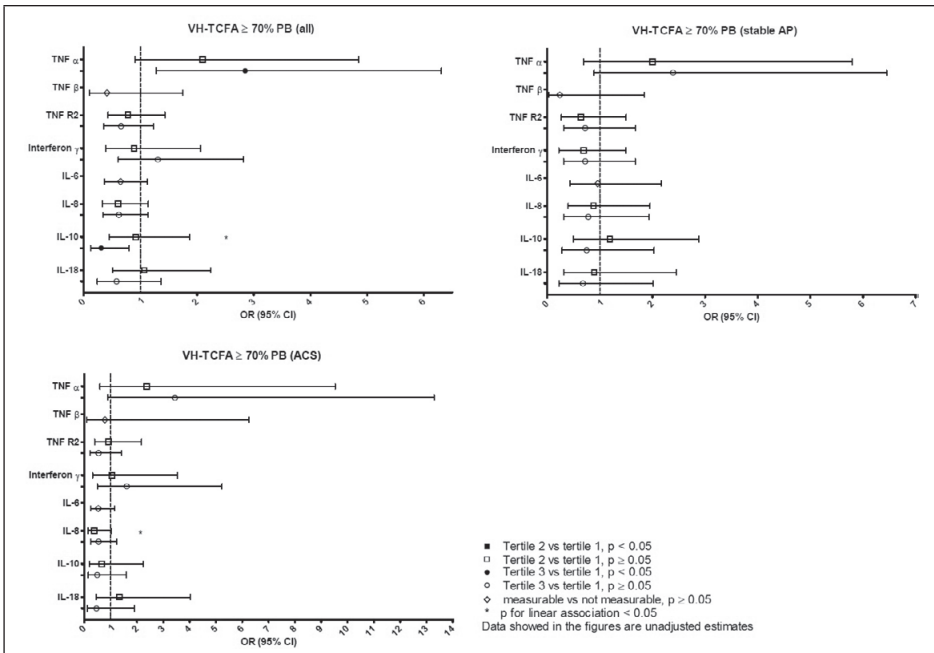 VH-TCFA ≥ 70% PB (all)
TNF α
TNF β
TNF R2
Interferon γ
IL-6
IL-8
IL-10
*
IL-18
0 1 2 3 4 5 6
OR (95% CI)
VH-TCFA ≥ 70% PB (stable AP)
TNF α
TNF β
TNF R2
Interferon γ
IL-6
IL-8
IL-10
IL-18
0 1 2 3 4 5 6 7
OR (95% CI)
VH-TCFA ≥ 70% PB (ACS)
TNF α
TNF β
TNF R2
Interferon γ
IL-6
IL-8
*
IL-10
IL-18
0 1 2 3 4 5 6 7 8 9 10 11 12 13 14
OR (95% CI)
■ Tertile 2 vs tertile 1, p < 0.05
□ Tertile 2 vs tertile 1, p ≥ 0.05
● Tertile 3 vs tertile 1, p < 0.05
○ Tertile 3 vs tertile 1, p ≥ 0.05
◇ measurable vs not measurable, p ≥ 0.05
* p for linear association < 0.05
Data showed in the figures are unadjusted estimates